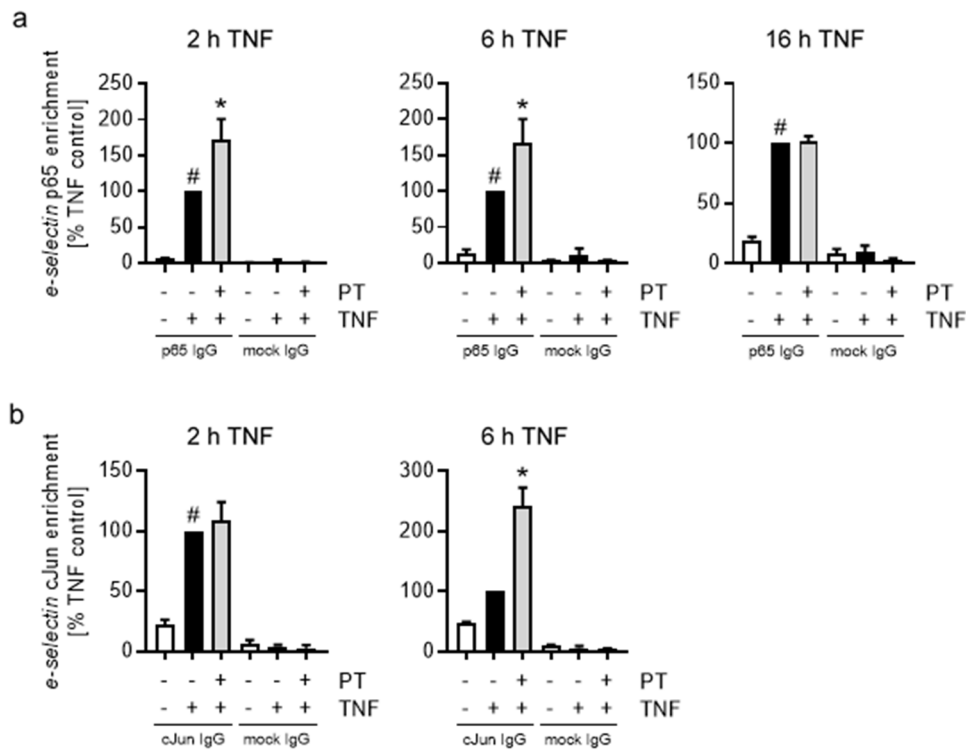 a
2 h TNF
6 h TNF
16 h TNF
e-selectin p65 enrichment
[% TNF control]
250
200
150
100
50
0
#
*
250
200
150
100
50
0
#
*
150
100
50
0
#
- - + - - + PT
- + + - + + TNF
p65 IgG mock IgG
- - + - - + PT
- + + - + + TNF
p65 IgG mock IgG
- - + - - + PT
- + + - + + TNF
p65 IgG mock IgG
b
2 h TNF
6 h TNF
e-selectin cJun enrichment
[% TNF control]
150
100
50
0
#
300
200
100
0
*
- - + - - + PT
- + + - + + TNF
cJun IgG mock IgG
- - + - - + PT
- + + - + + TNF
cJun IgG mock IgG